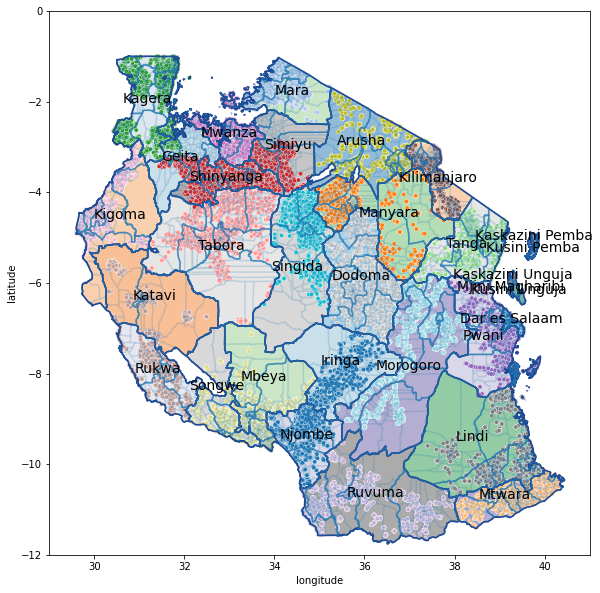 0
Mara
Kagera
−2
Mwanza
Arusha
Simiyu
Geita
Shinyanga
Kilimanjaro
−4
Manyara
Kigoma
Kaskazini Pemba
Tanga
Kusini Pemba
Tabora
Singida
Dodoma
Kaskazini Unguja
−6
Mjini Magharibi
Kusini Unguja
Katavi
Dar es Salaam
Pwani
Iringa
Morogoro
Rukwa
−8
Mbeya
Songwe
Njombe
Lindi
−10
Ruvuma
Mtwara
−12
30 32 34 36 38 40
longitude
latitude